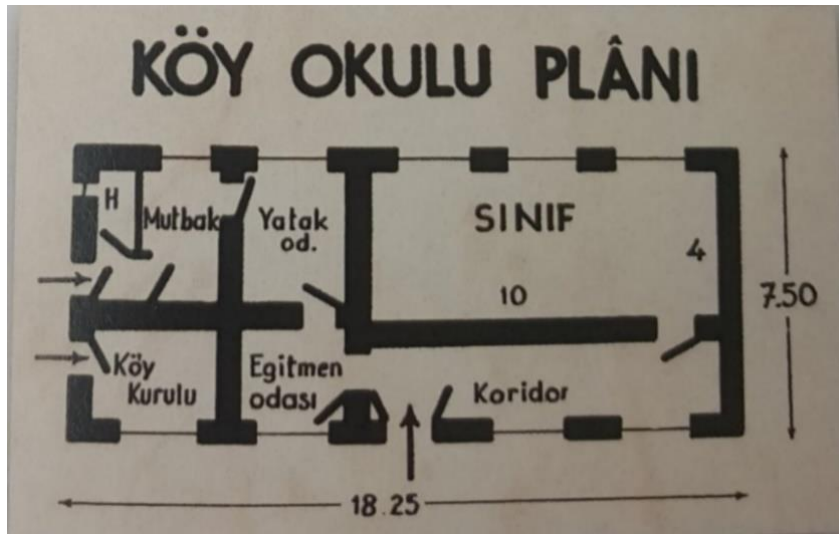 KÖY OKULU PLÂNI
H
Mutbak
Yatak
od.
SINIF
4
10
7.50
Köy
Kurulu
Egitmen
odası
Koridor
18.25